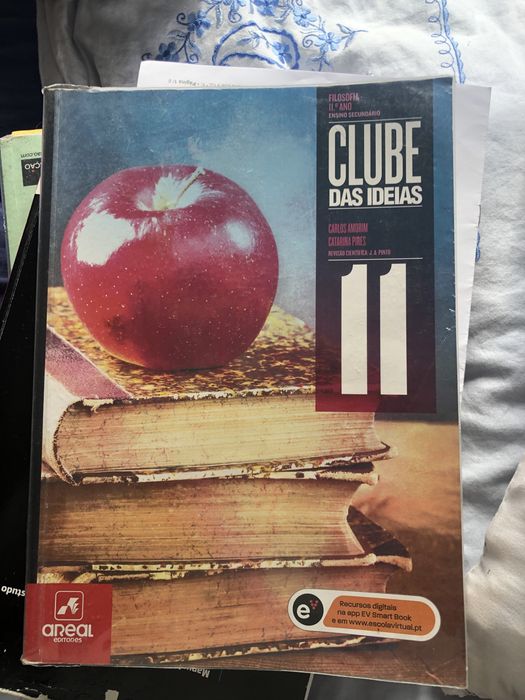 FILOSOFIA
11.º ANO
ENSINO SECUNDÁRIO
CLUBE
DAS IDEIAS
CARLOS AMORIM
CATARINA PIRES
REVISÃO CIENTÍFICA: J. A. PINTO
11
AREAL
EDITORES
e
Recursos digitais
na app EV Smart Book
e em www.escolavirtual.pt